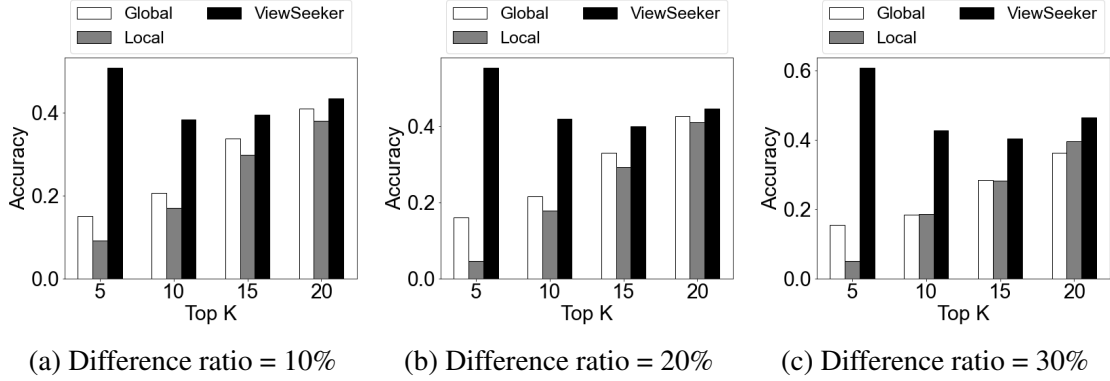 Global
Local
ViewSeeker
Accuracy
0.4
0.2
0.0
5 10 15 20
Top K
(a) Difference ratio = 10%
Global
Local
ViewSeeker
Accuracy
0.4
0.2
0.0
5 10 15 20
Top K
(b) Difference ratio = 20%
Global
Local
ViewSeeker
Accuracy
0.6
0.4
0.2
0.0
5 10 15 20
Top K
(c) Difference ratio = 30%